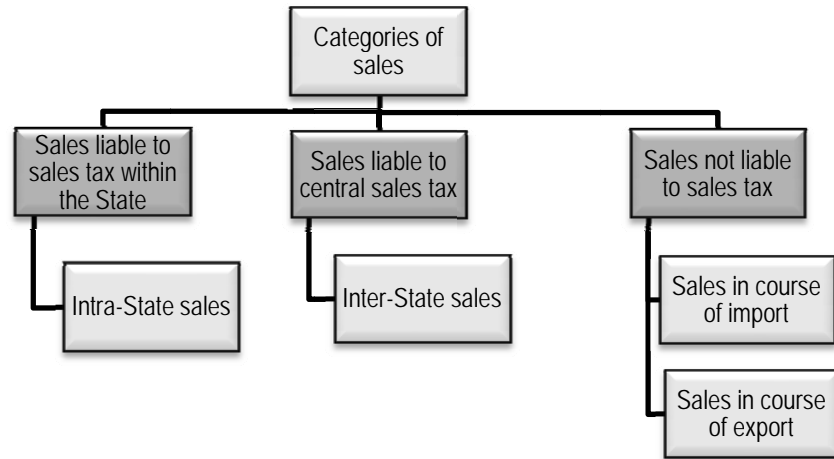 Categories of
sales
Sales liable to
sales tax within
the State
Intra-State sales
Sales liable to
central sales tax
Inter-State sales
Sales not liable
to sales tax
Sales in course
of import
Sales in course
of export